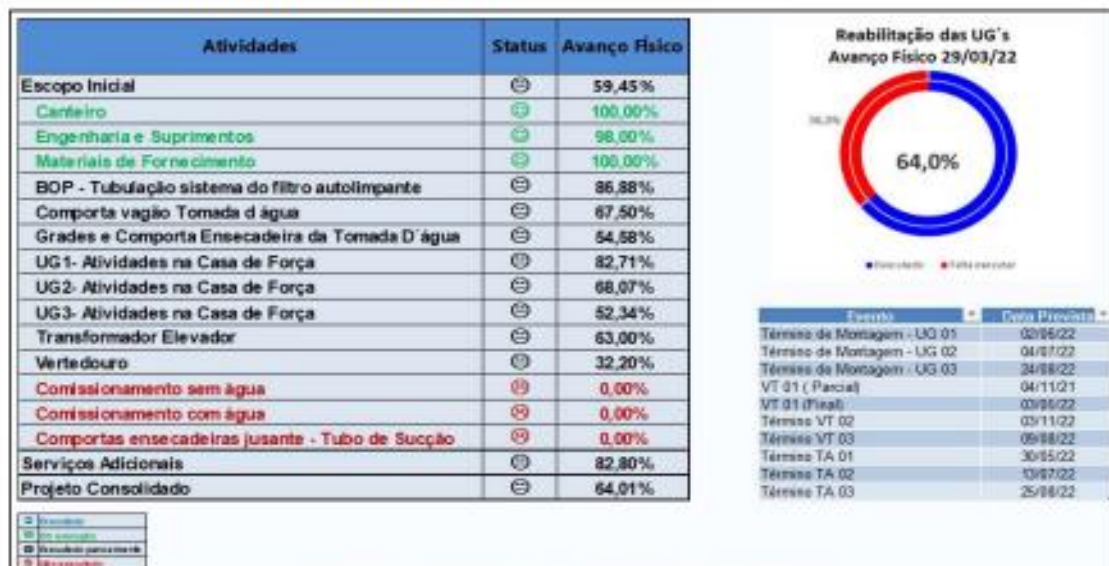 Atividades Status Avanço Físico
Escopo Inicial 59,45%
Canteiro 100,00%
Engenharia e Suprimentos 98,00%
Materiais de Fornecimento 100,00%
BOP - Tubulação sistema do filtro autolimpante 86,88%
Comporta vagão Tomada d água 67,50%
Grades e Comporta Ensecadeira da Tomada D´água 54,58%
UG1- Atividades na Casa de Força 82,71%
UG2- Atividades na Casa de Força 68,07%
UG3- Atividades na Casa de Força 52,34%
Transformador Elevador 63,00%
Vertedouro 32,20%
Comissionamento sem água 0,00%
Comissionamento com água 0,00%
Comportas ensecadeiras jusante - Tubo de Sucção 0,00%
Serviços Adicionais 82,80%
Projeto Consolidado 64,01%
Reabilitação das UG´s
Avanço Físico 29/03/22
36,0%
64,0%
Executado Falta executar
Evento Data Prevista
Término de Montagem - UG 01 02/06/22
Término de Montagem - UG 02 04/07/22
Término de Montagem - UG 03 24/08/22
VT 01 ( Parcial) 04/11/21
VT 01 (Final)
Término VT 02 03/11/22
Término VT 03 09/08/22
Término TA 01 30/05/22
Término TA 02 13/07/22
Término TA 03 25/08/22